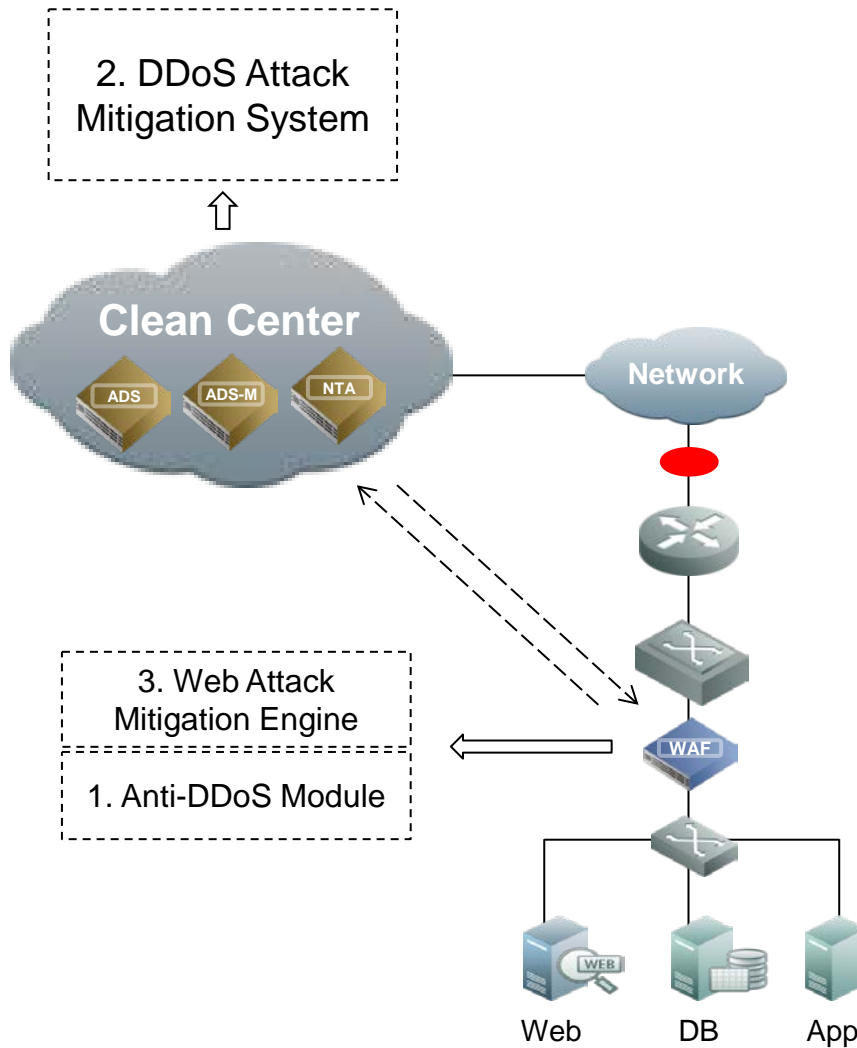 2. DDoS Attack
Mitigation System
Clean Center
ADS
ADS-M
NTA
Network
3. Web Attack
Mitigation Engine
1. Anti-DDoS Module
WAF
WEB
Web
DB
App